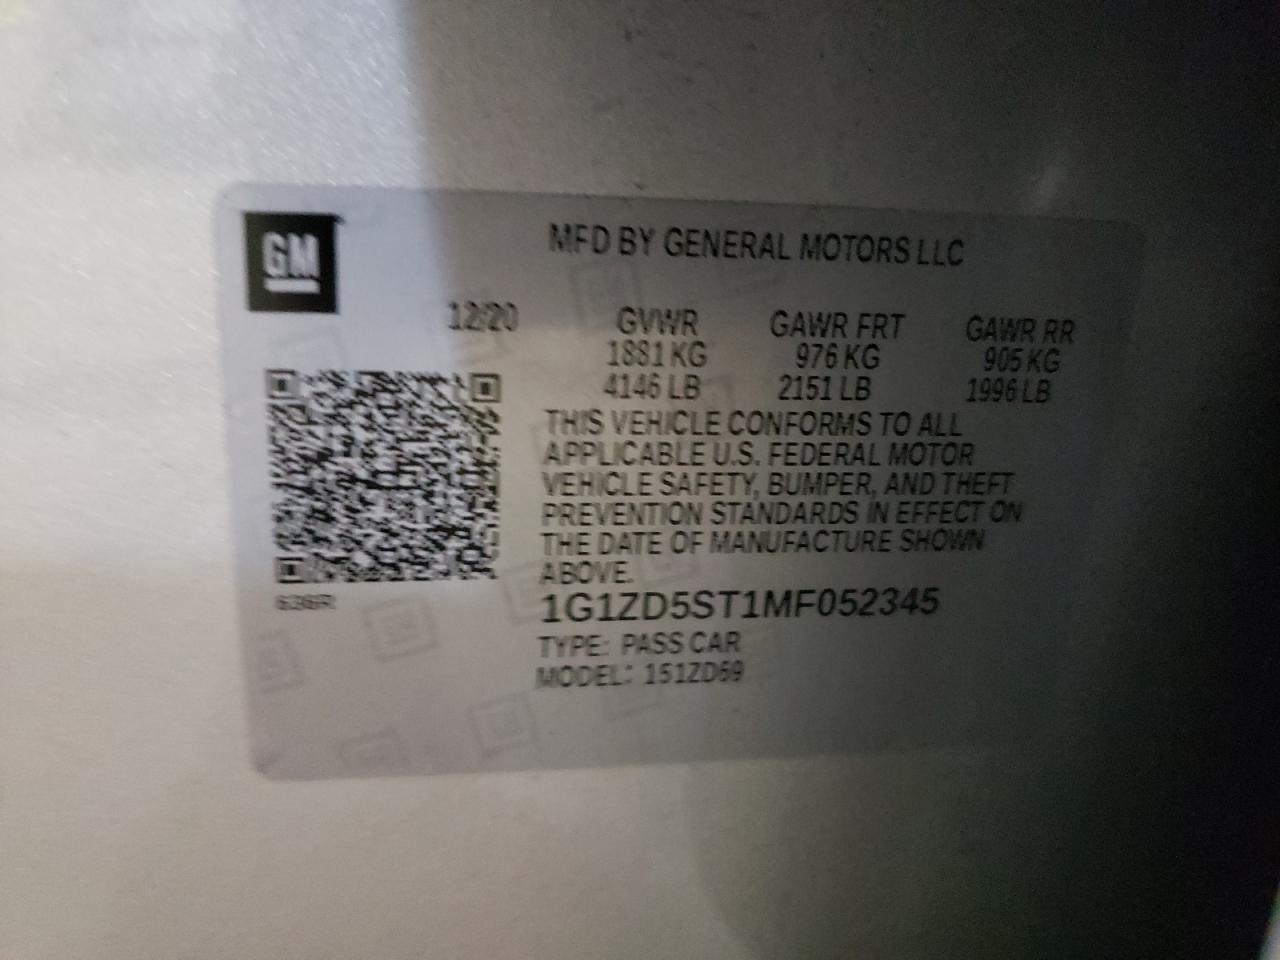 GM
MFD BY GENERAL MOTORS LLC
12/20 GVWR GAWR FRT GAWR RR
1881 KG 976 KG 905 KG
4146 LB 2151 LB 1996 LB
THIS VEHICLE CONFORMS TO ALL
APPLICABLE U.S. FEDERAL MOTOR
VEHICLE SAFETY, BUMPER, AND THEFT
PREVENTION STANDARDS IN EFFECT ON
THE DATE OF MANUFACTURE SHOWN
ABOVE.
1G1ZD5ST1MF052345
TYPE: PASS CAR
MODEL: 151ZD69